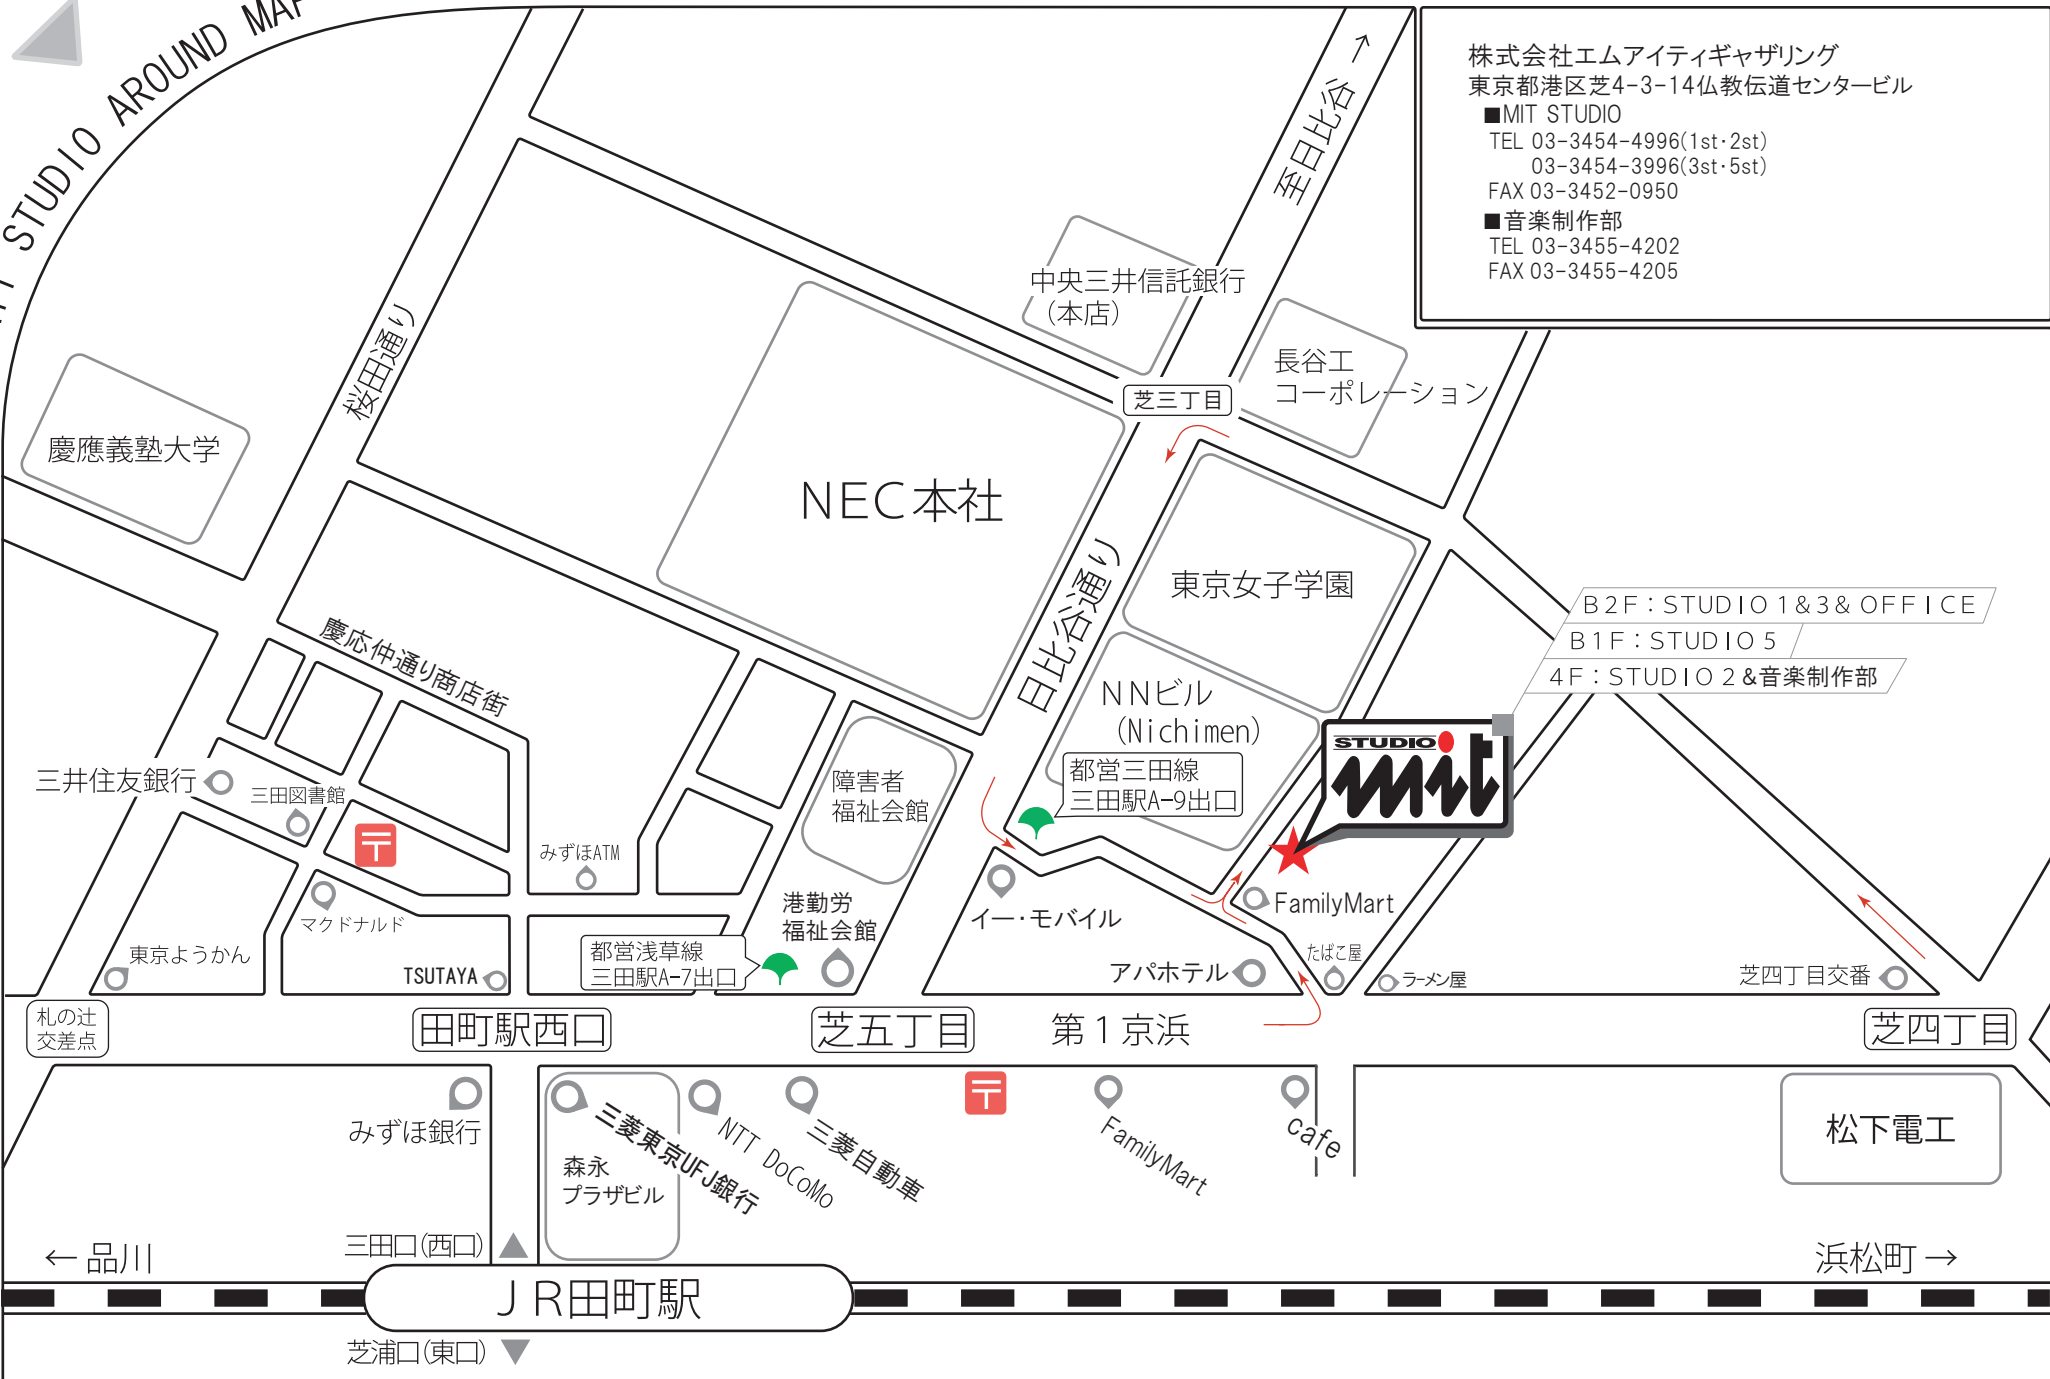 STUDIO AROUND MAP
株式会社エムアイティギャザリング
東京都港区芝4-3-14仏教伝道センタービル
■MIT STUDIO
TEL 03-3454-4996(1st・2st)
03-3454-3996(3st・5st)
FAX 03-3452-0950
■音楽制作部
TEL 03-3455-4202
FAX 03-3455-4205
至日比谷→
中央三井信託銀行
(本店)
長谷工
コーポレーション
芝三丁目
桜田通り
慶應義塾大学
NEC本社
日比谷通り
東京女子学園
B2F：STUDIO 1&3& OFFICE
B1F：STUDIO 5
4F：STUDIO 2&音楽制作部
NNビル
(Nichimen)
STUDIO
mit
慶応仲通り商店街
都営三田線
三田駅A-9出口
三井住友銀行
三田図書館
〒
みずほATM
障害者
福祉会館
港勤労
福祉会館
イー・モバイル
FamilyMart
マクドナルド
東京ようかん
TSUTAYA
都営浅草線
三田駅A-7出口
アパホテル
たばこ屋
ラーメン屋
芝四丁目交番
札の辻
交差点
田町駅西口
芝五丁目
第1京浜
芝四丁目
みずほ銀行
森永
プラザビル
三菱東京UFJ銀行
NTT DoCoMo
三菱自動車
〒
FamilyMart
cafe
松下電工
←品川
三田口(西口)
浜松町→
JR田町駅
芝浦口(東口)